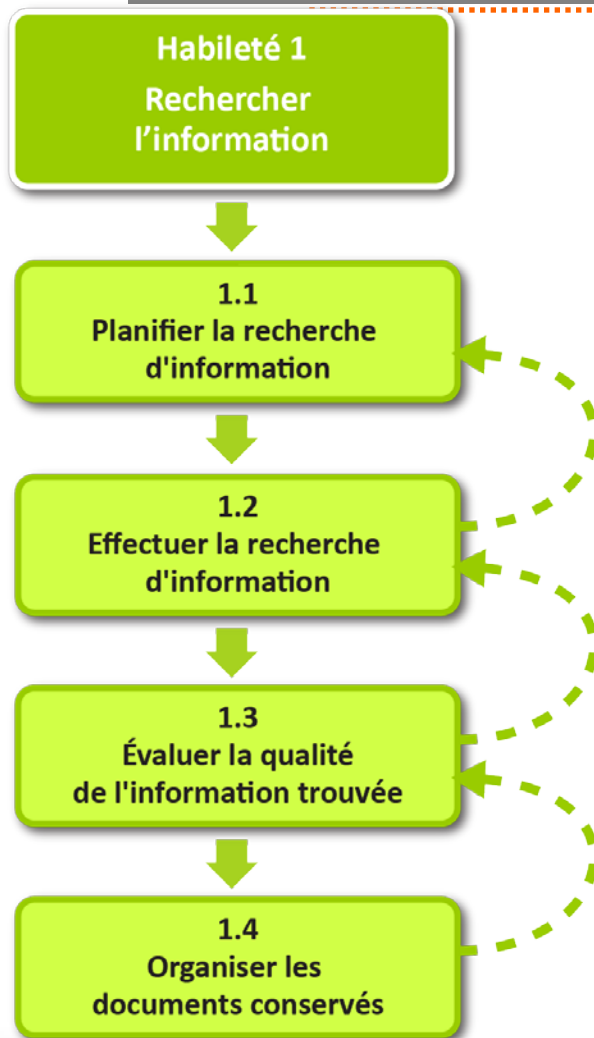 Habileté 1
Rechercher
l'information
1.1
Planifier la recherche
d'information
1.2
Effectuer la recherche
d'information
1.3
Évaluer la qualité
de l'information trouvée
1.4
Organiser les
documents conservés